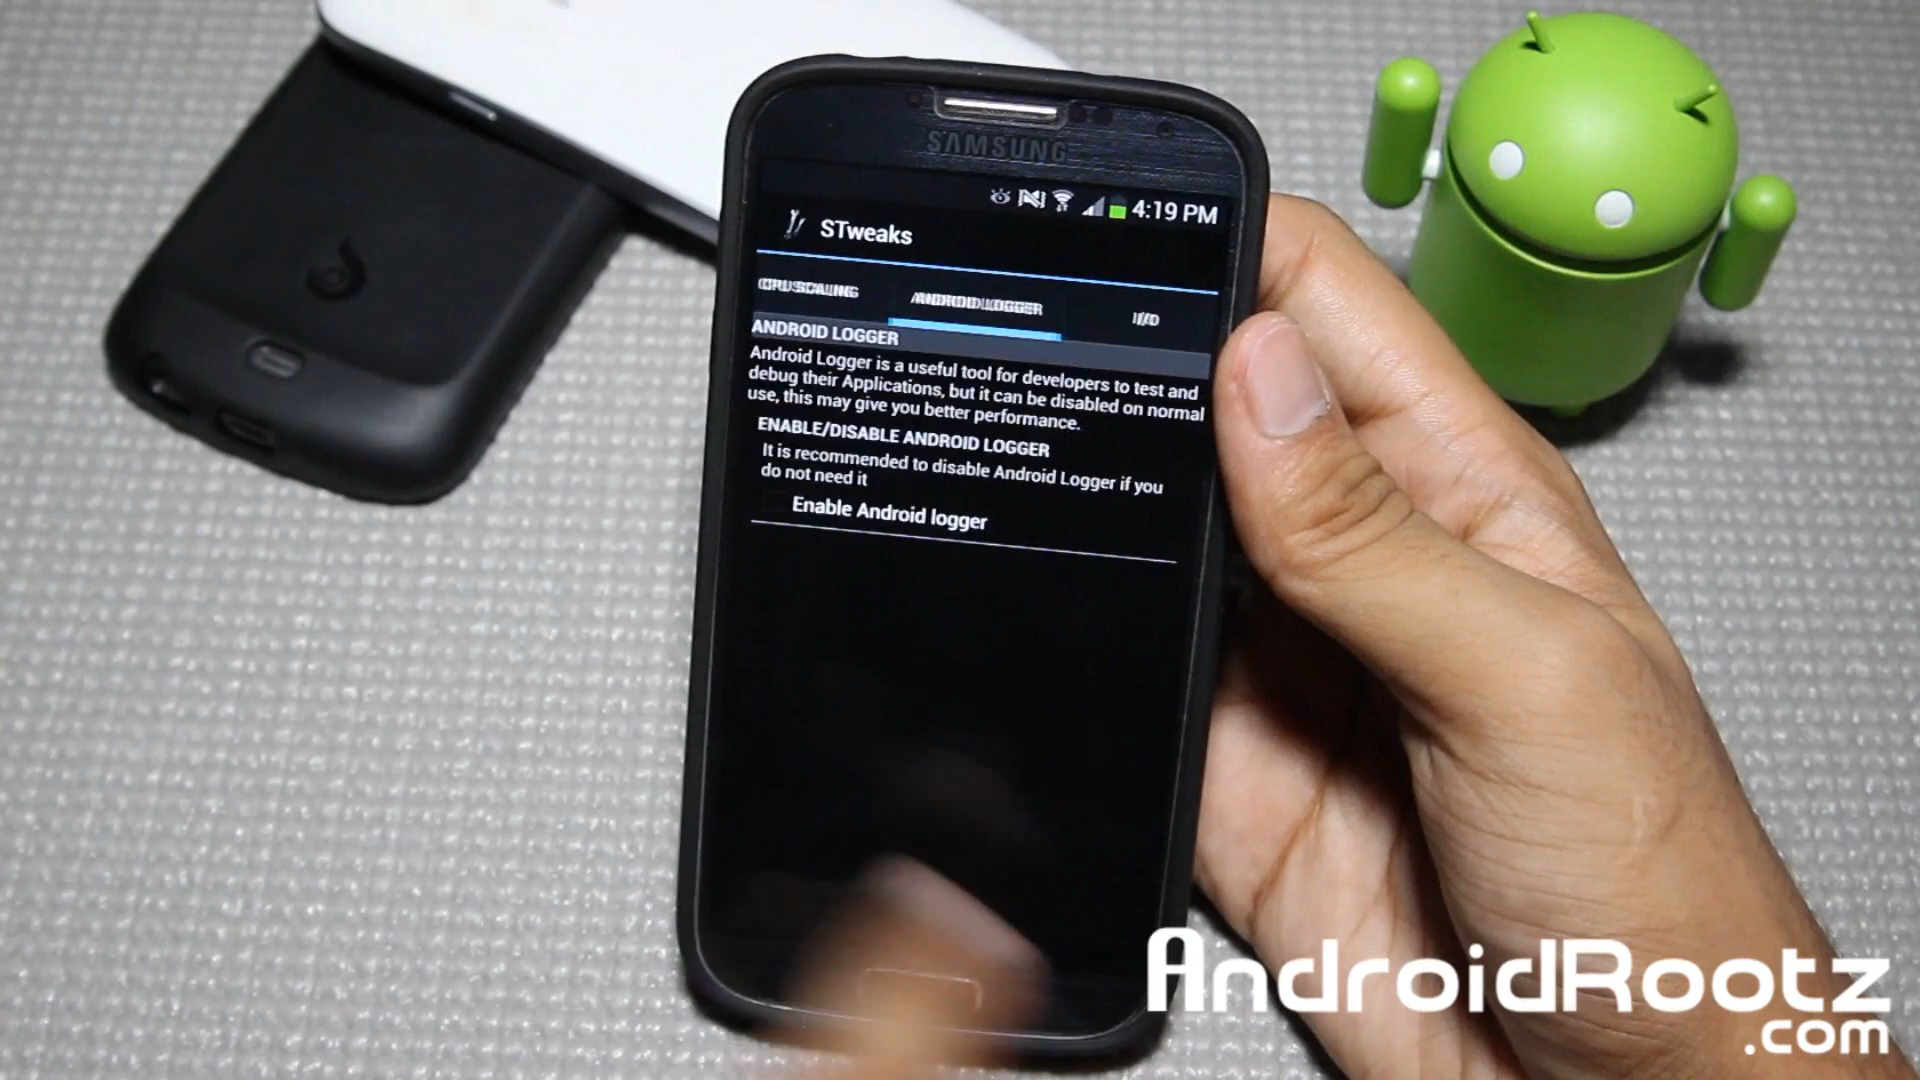 SAMSUNG
4:19 PM
STweaks
CPU SCALING
ANDROID LOGGER
I/O
ANDROID LOGGER
Android Logger is a useful tool for developers to test and
debug their Applications, but it can be disabled on normal
use, this may give you better performance.
ENABLE/DISABLE ANDROID LOGGER
It is recommended to disable Android Logger if you
do not need it
Enable Android logger
AndroidRootz
.com